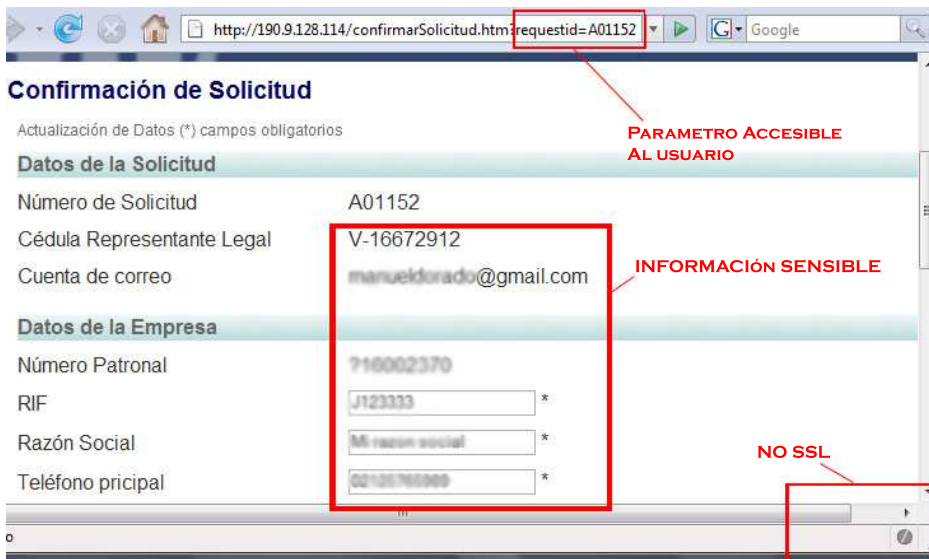 http://190.9.128.114/confirmarSolicitud.htm?requestid=A01152 G Google
Confirmación de Solicitud
Actualización de Datos (*) campos obligatorios
PARAMETRO ACCESIBLE
AL USUARIO
Datos de la Solicitud
Número de Solicitud A01152
Cédula Representante Legal V-16672912
Cuenta de correo @gmail.com
INFORMACIÓN SENSIBLE
Datos de la Empresa
Número Patronal
RIF *
Razón Social *
NO SSL
Teléfono pricipal *
o